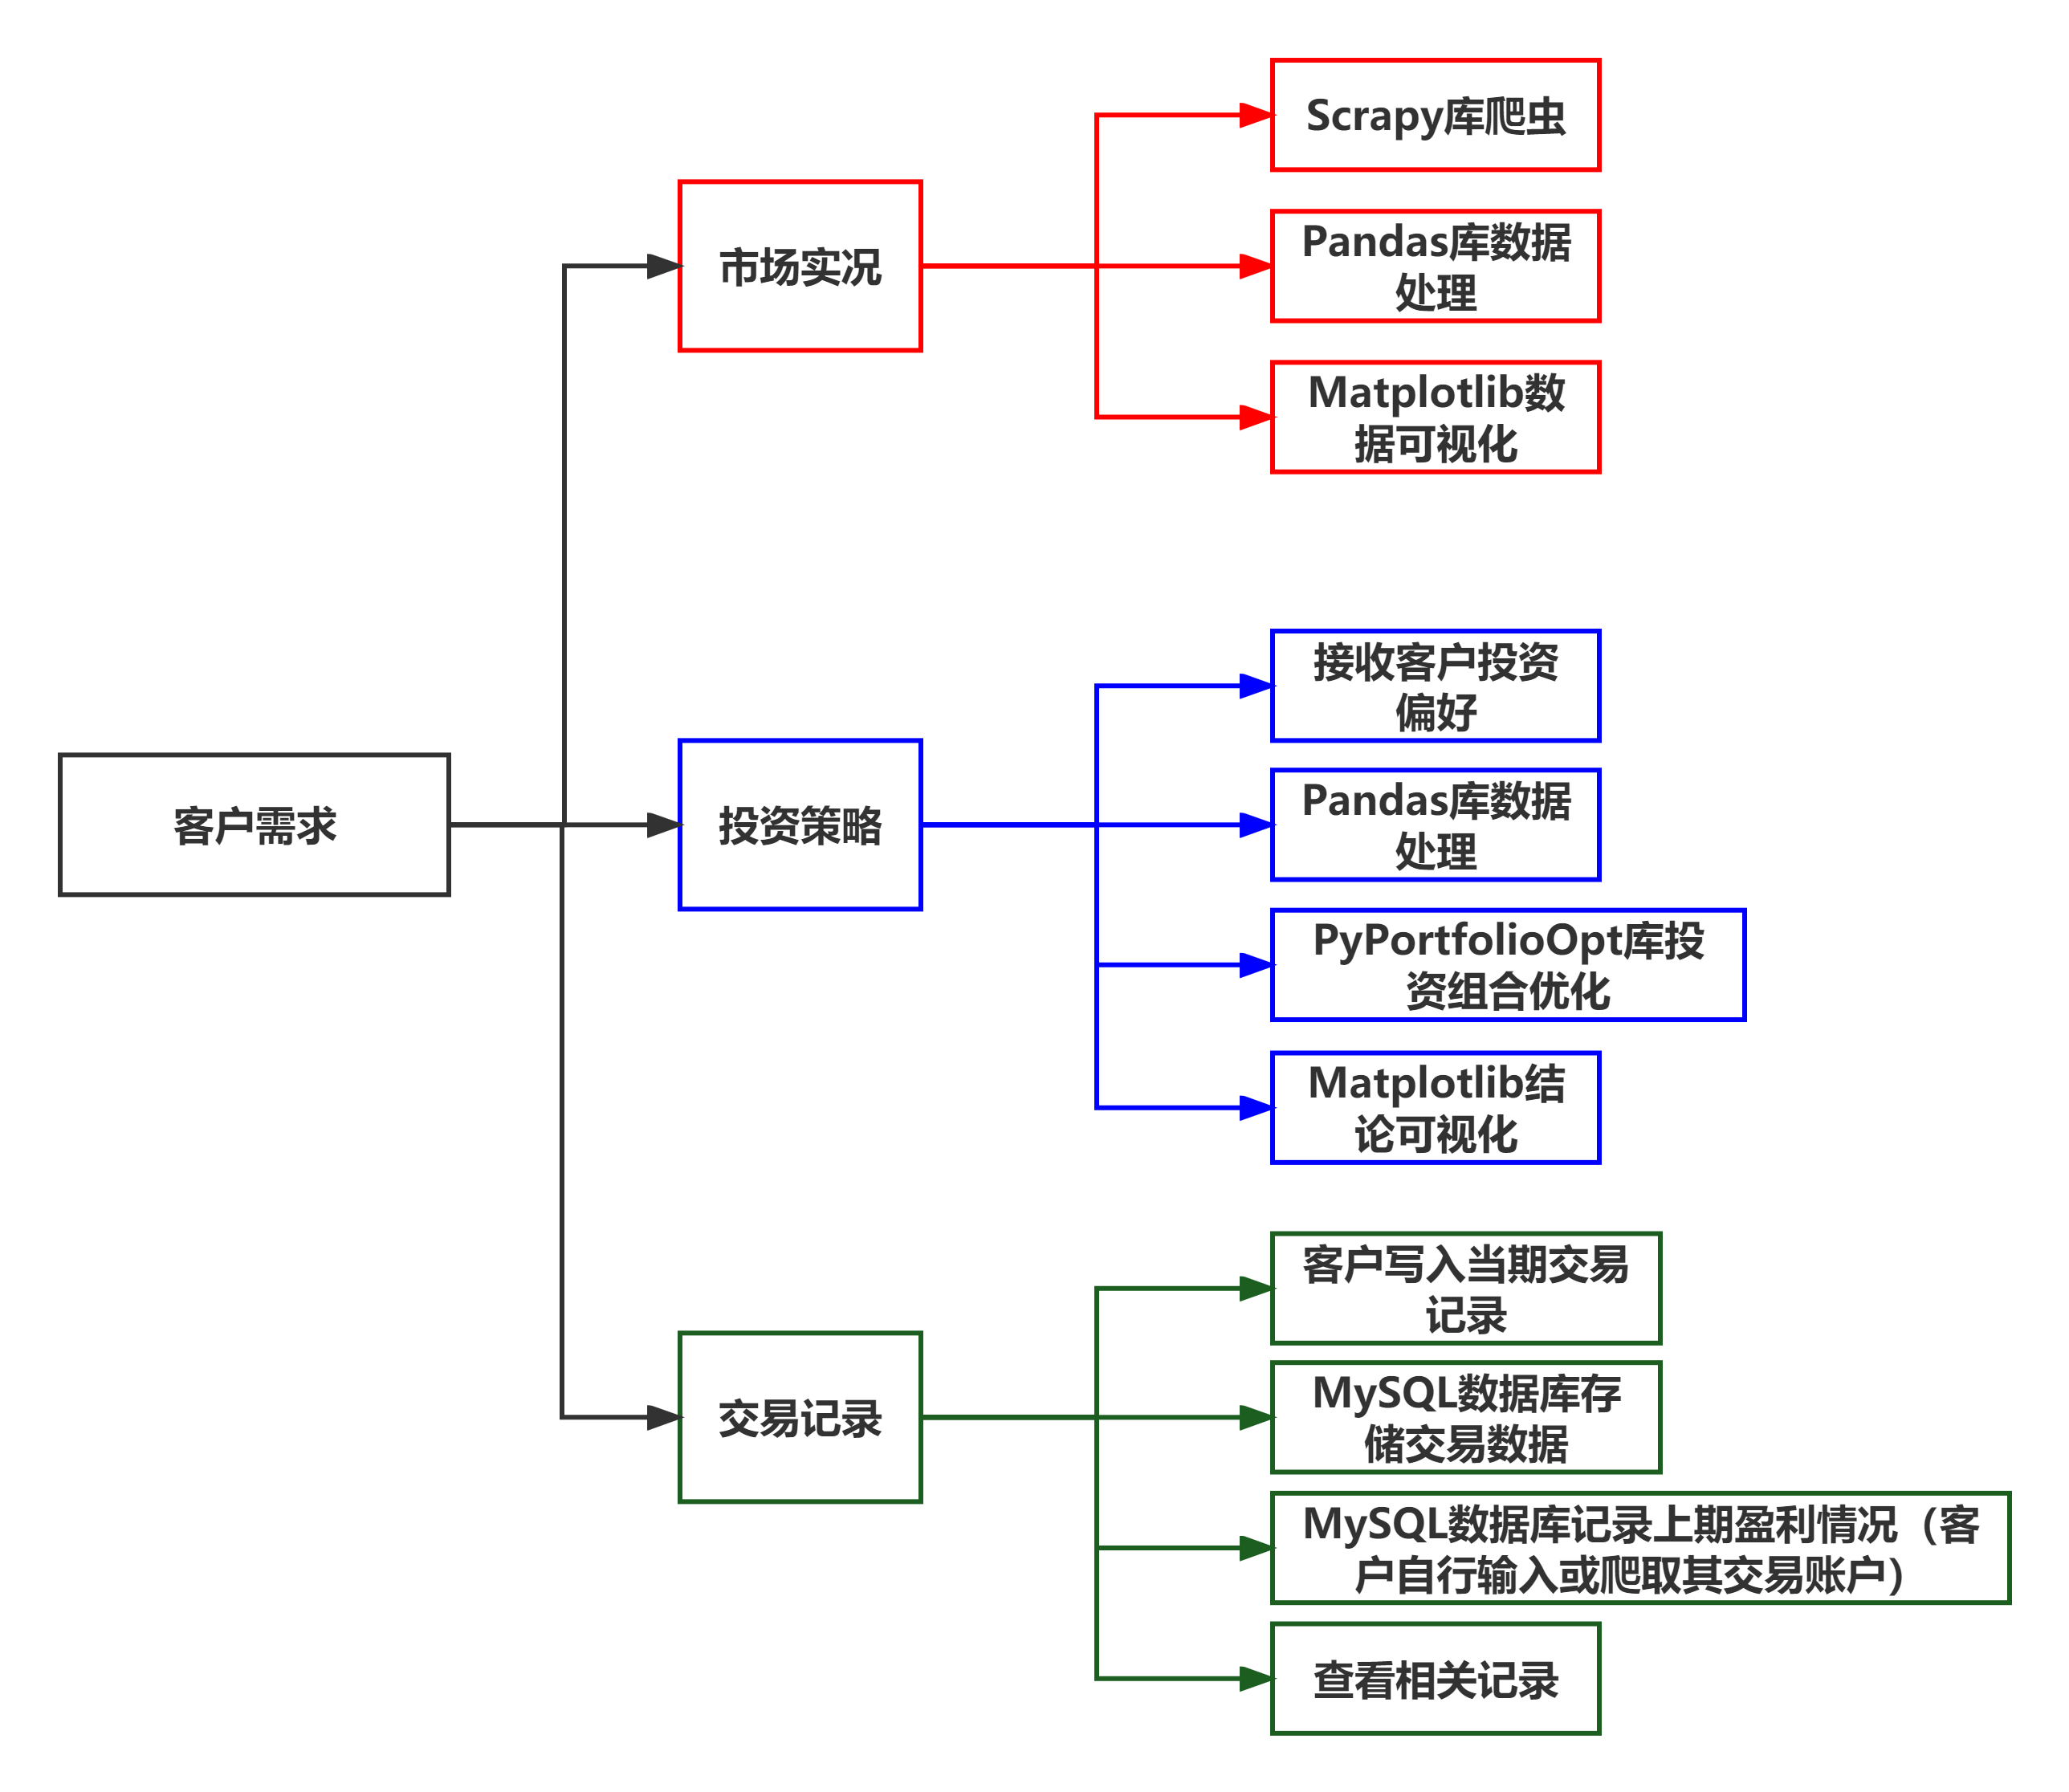 Scrapy库爬虫
市场实况
Pandas库数据
处理
Matplotlib数
据可视化
接收客户投资
偏好
客户需求
投资策略
Pandas库数据
处理
PyPortfolioOpt库投
资组合优化
Matplotlib结
论可视化
客户写入当期交易
记录
交易记录
MySQL数据库存
储交易数据
MySQL数据库记录上期盈利情况（客
户自行输入或爬取其交易账户）
查看相关记录